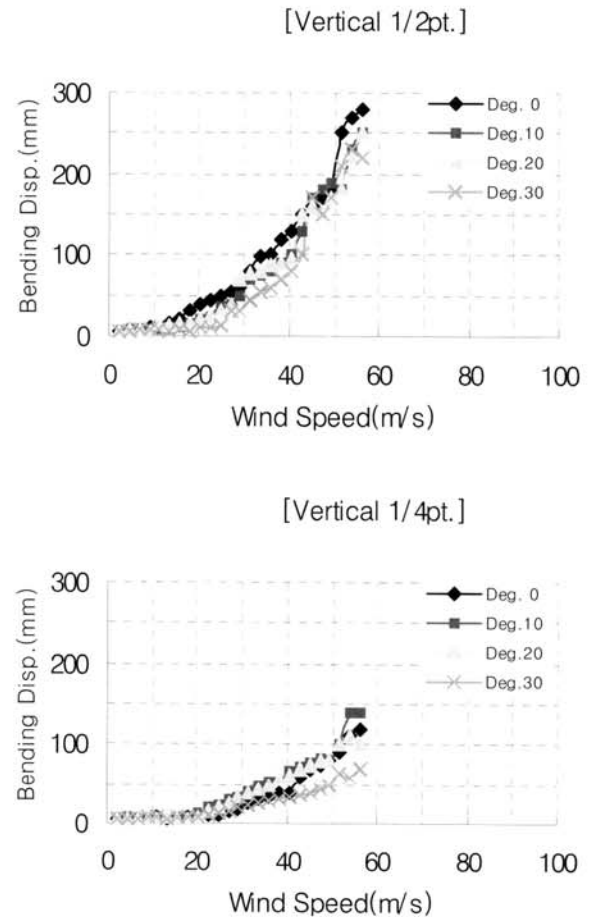 [Vertical 1/2pt.]
300
200
100
0
Bending Disp.(mm)
Deg. 0
Deg.10
Deg.20
Deg.30
0 20 40 60 80 100
Wind Speed(m/s)
[Vertical 1/4pt.]
300
200
100
0
Bending Disp.(mm)
Deg. 0
Deg.10
Deg.20
Deg.30
0 20 40 60 80 100
Wind Speed(m/s)